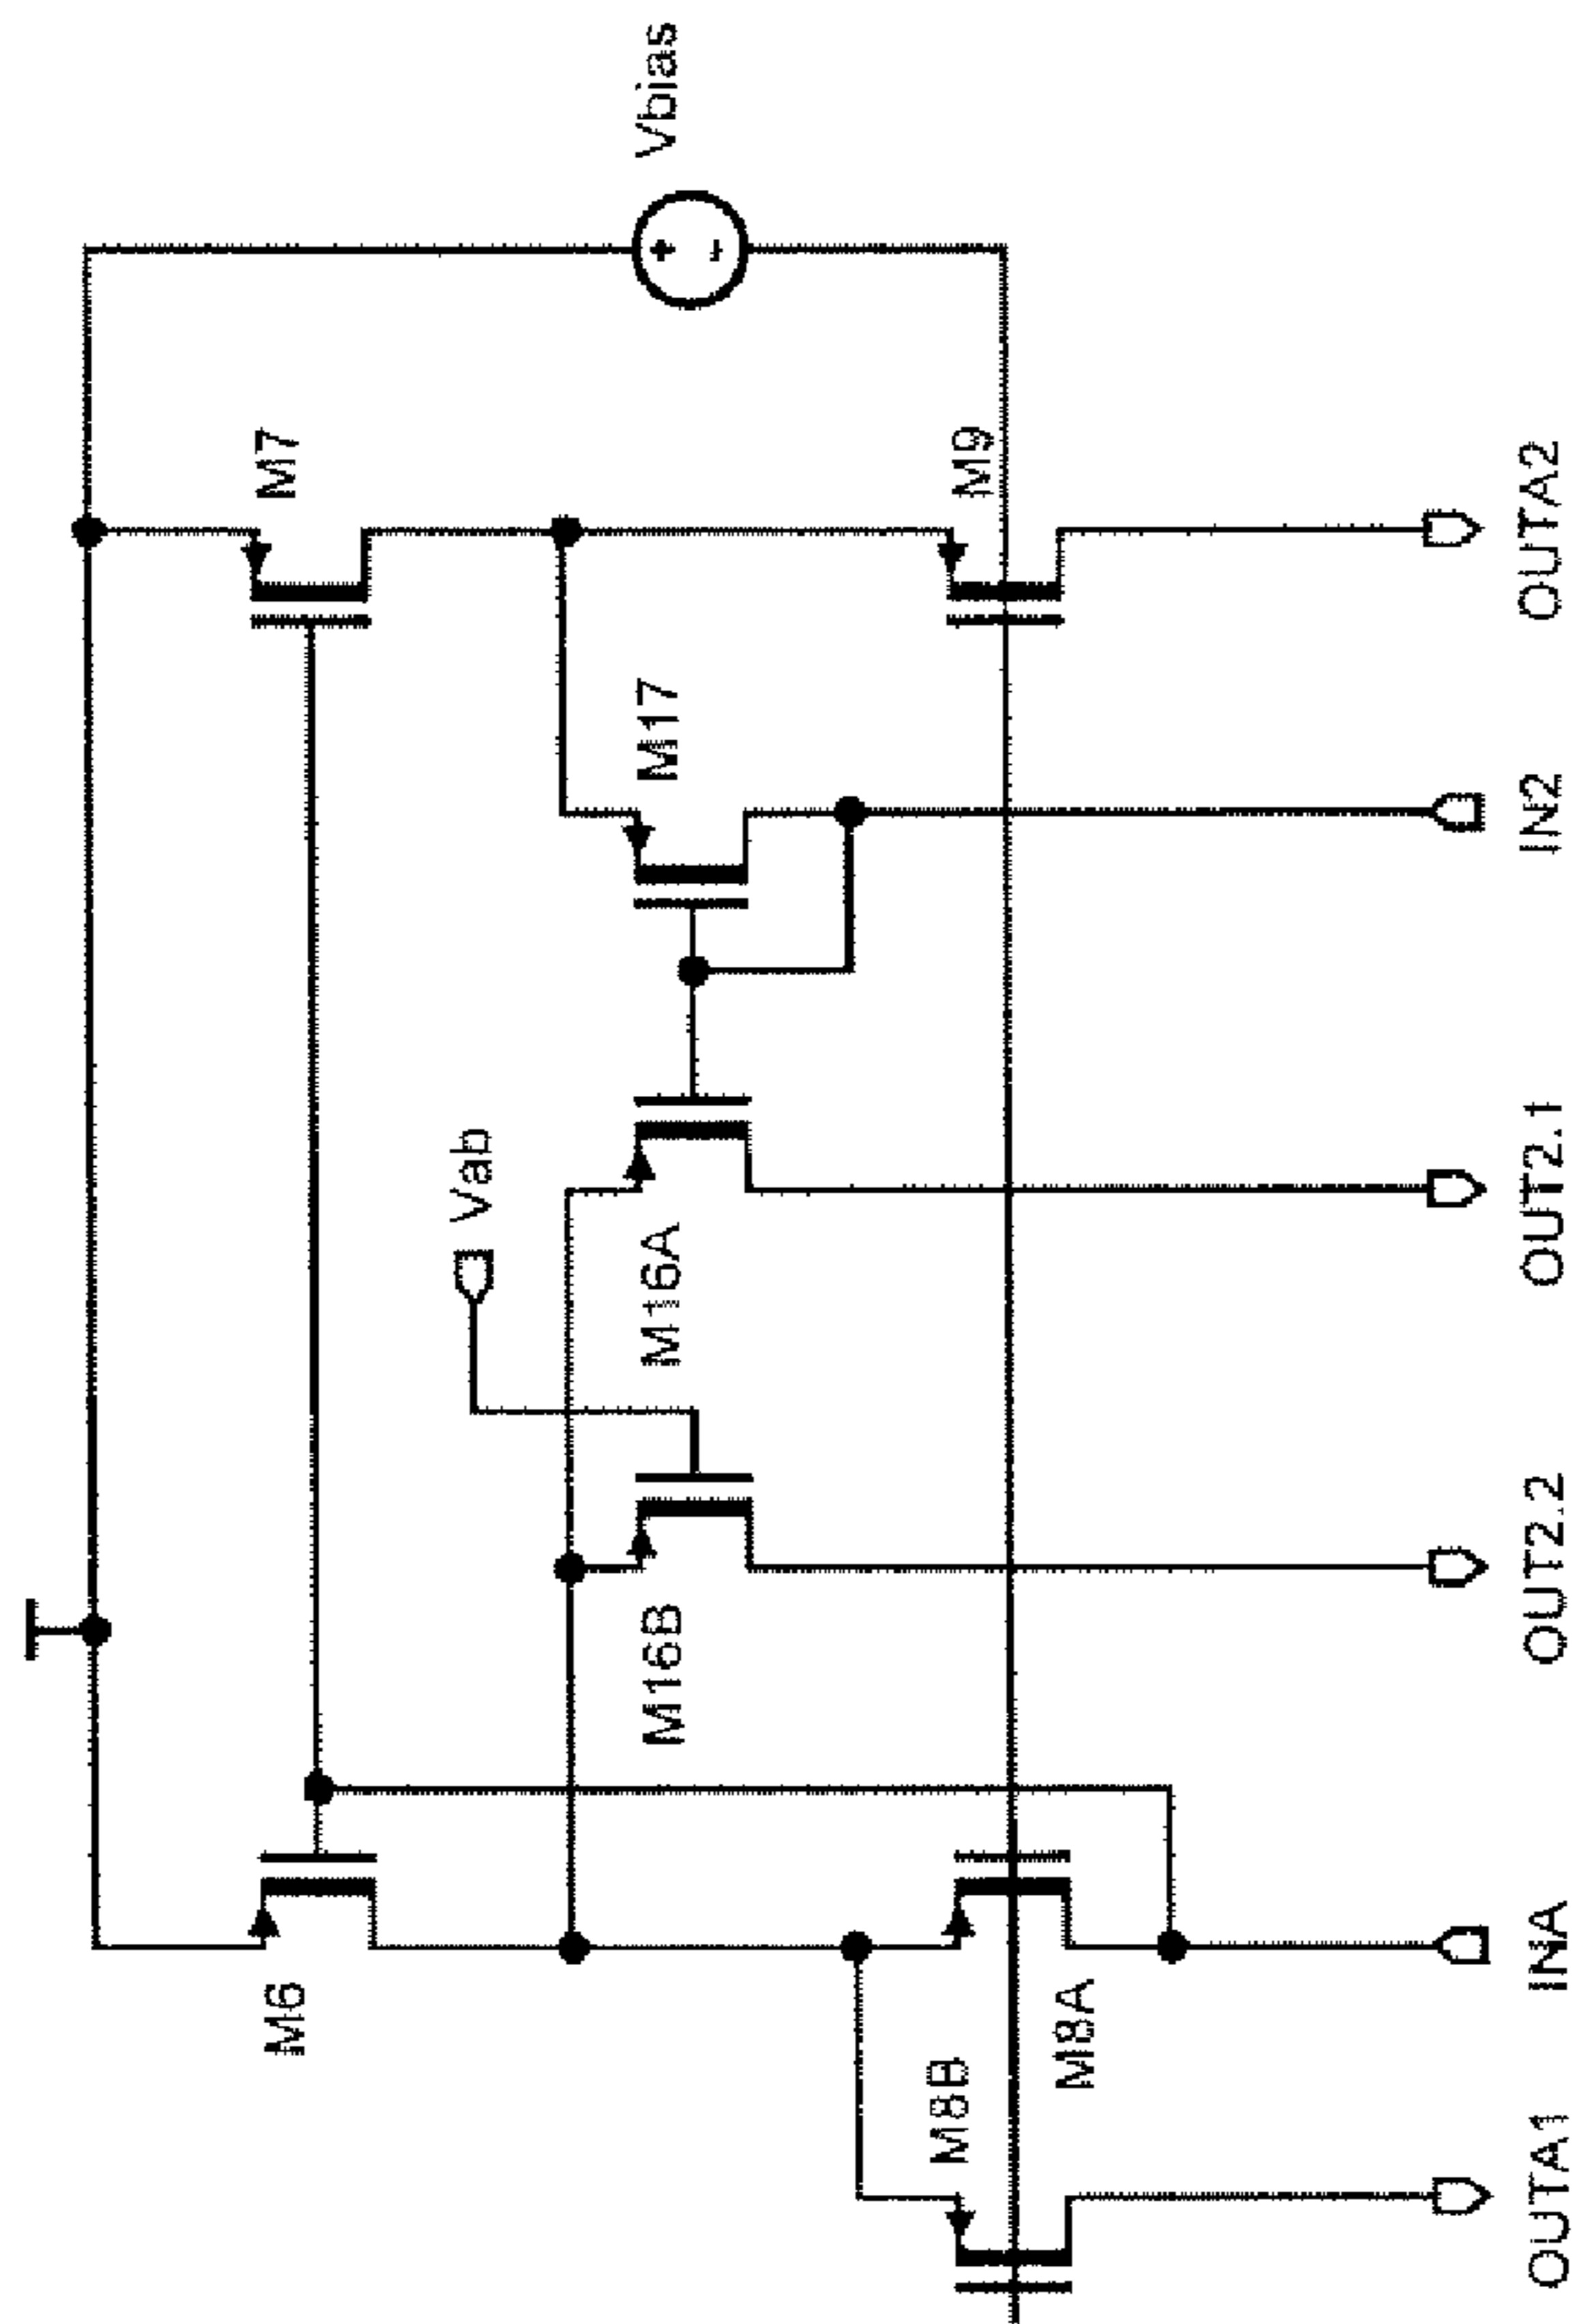 Vbias
M7
M9
M17
Vab
M16A
M16B
M6
M8A
M8B
OUTA2
IN2
OUT2.1
OUT2.2
INA
OUTA1
+
-